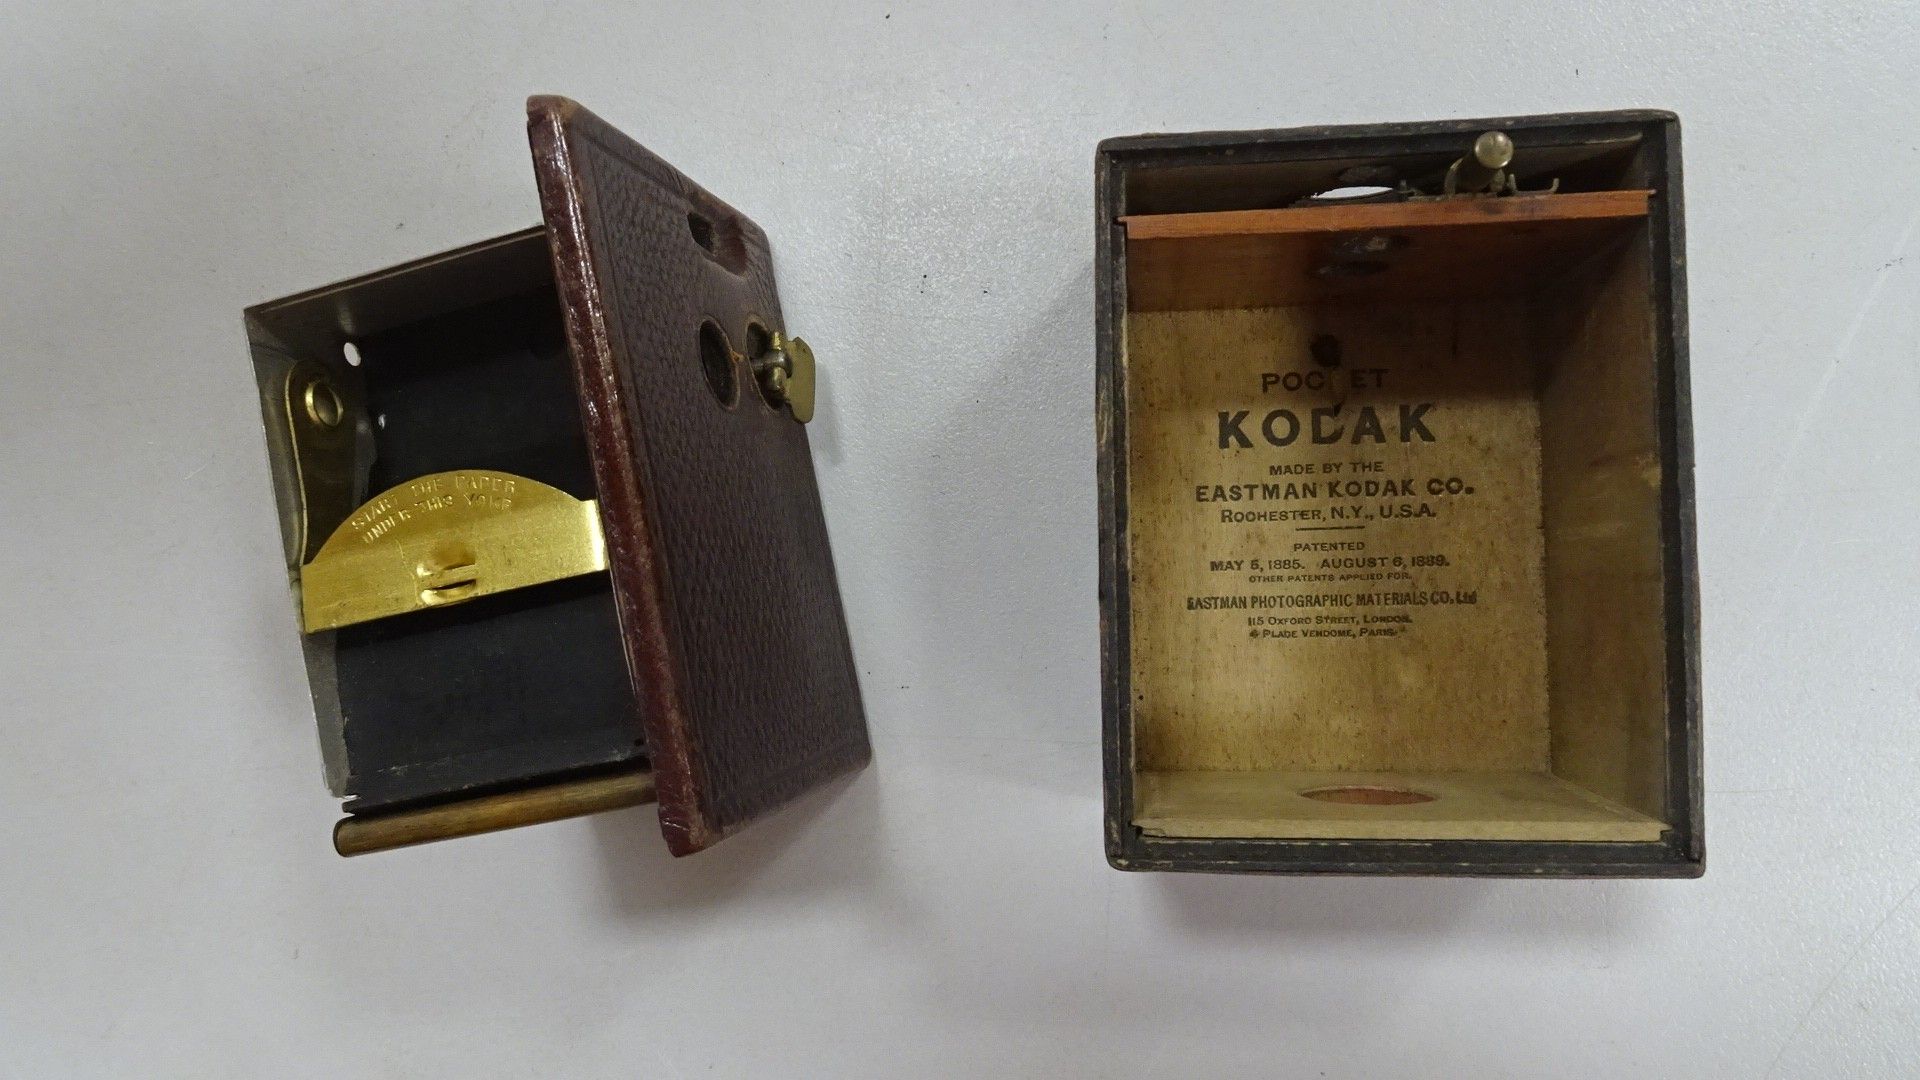 START THE PAPER
UNDER THIS YOKE
POCKET
KODAK
MADE BY THE
EASTMAN KODAK CO.
ROCHESTER, N.Y., U.S.A.
PATENTED
MAY 5, 1885. AUGUST 6, 1889.
OTHER PATENTS APPLIED FOR.
EASTMAN PHOTOGRAPHIC MATERIALS CO. Ltd
115 OXFORD STREET, LONDON.
4 PLACE VENDOME, PARIS.